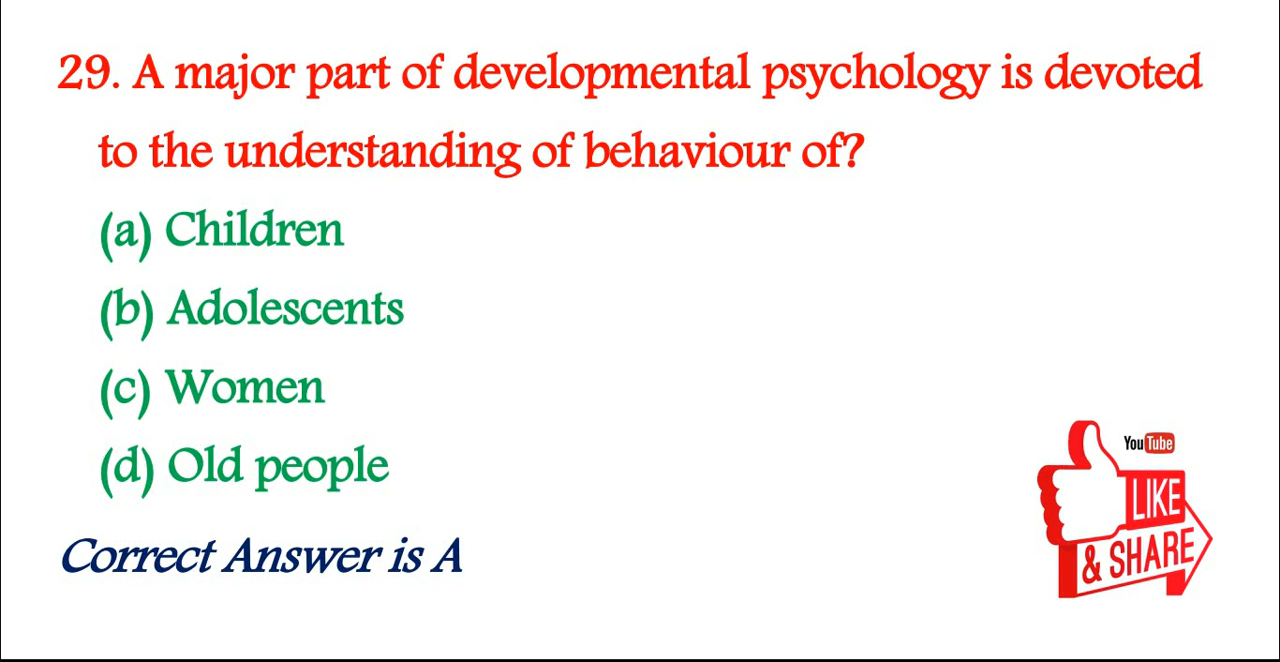 29. A major part of developmental psychology is devoted
to the understanding of behaviour of?
(a) Children
(b) Adolescents
(c) Women
(d) Old people
Correct Answer is A
YouTube
LIKE
& SHARE